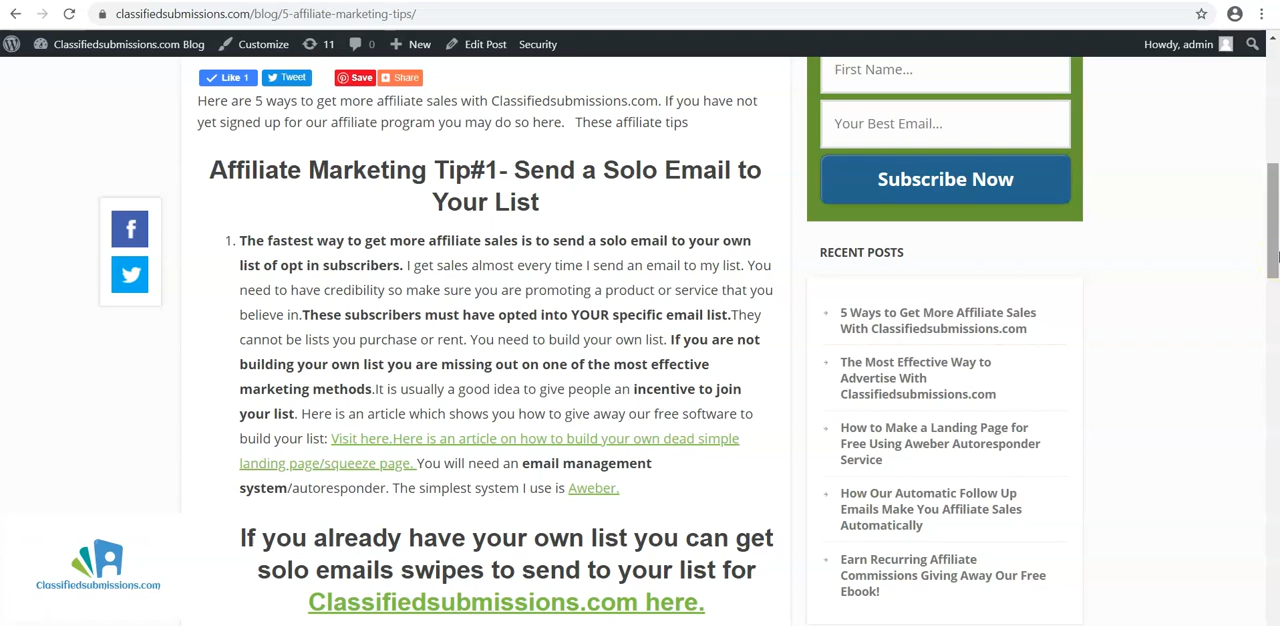 classifiedsubmissions.com/blog/5-affiliate-marketing-tips/
Classifiedsubmissions.com Blog Customize 11 0 New Edit Post Security Howdy, admin
Like 1 Tweet Save Share
Here are 5 ways to get more affiliate sales with Classifiedsubmissions.com. If you have not
yet signed up for our affiliate program you may do so here. These affiliate tips
Affiliate Marketing Tip#1- Send a Solo Email to
Your List
1. The fastest way to get more affiliate sales is to send a solo email to your own
list of opt in subscribers. I get sales almost every time I send an email to my list. You
need to have credibility so make sure you are promoting a product or service that you
believe in.These subscribers must have opted into YOUR specific email list.They
cannot be lists you purchase or rent. You need to build your own list. If you are not
building your own list you are missing out on one of the most effective
marketing methods.It is usually a good idea to give people an incentive to join
your list. Here is an article which shows you how to give away our free software to
build your list: Visit here.Here is an article on how to build your own dead simple
landing page/squeeze page. You will need an email management
system/autoresponder. The simplest system I use is Aweber.
If you already have your own list you can get
solo emails swipes to send to your list for
Classifiedsubmissions.com here.
First Name...
Your Best Email...
Subscribe Now
RECENT POSTS
5 Ways to Get More Affiliate Sales
With Classifiedsubmissions.com
The Most Effective Way to
Advertise With
Classifiedsubmissions.com
How to Make a Landing Page for
Free Using Aweber Autoresponder
Service
How Our Automatic Follow Up
Emails Make You Affiliate Sales
Automatically
Earn Recurring Affiliate
Commissions Giving Away Our Free
Ebook!
Classifiedsubmissions.com